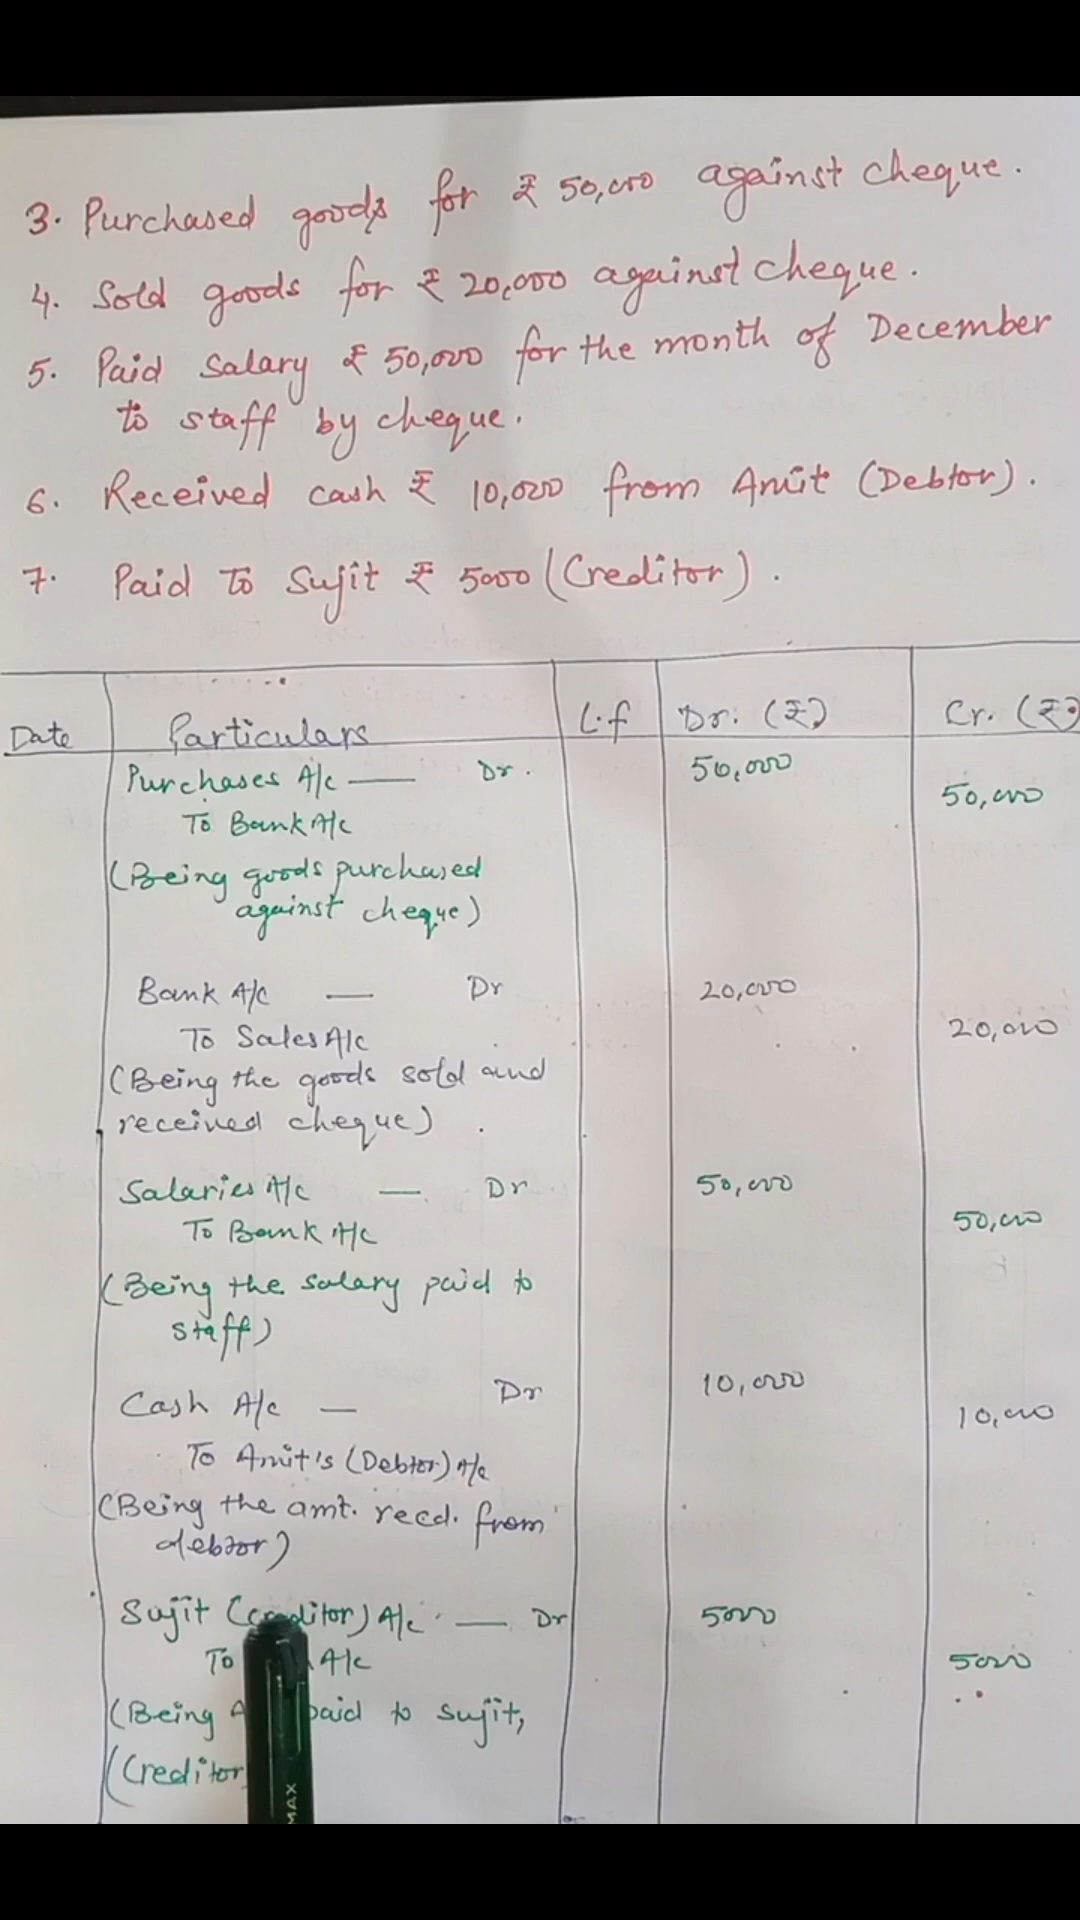 3. Purchased goods for ₹ 50,000 against cheque.
4. Sold goods for ₹ 20,000 against cheque.
5. Paid Salary ₹ 50,000 for the month of December
to staff by cheque.
6. Received cash ₹ 10,000 from Amit (Debtor).
7. Paid to Sujit ₹ 5000 (Creditor).
Date Particulars L.f Dr. (₹) Cr. (₹)
Purchases A/c — Dr. 50,000
To Bank A/c 50,000
(Being goods purchased
against cheque)
Bank A/c — Dr 20,000
To Sales A/c 20,000
(Being the goods sold and
received cheque).
Salaries A/c — Dr 50,000
To Bank A/c 50,000
(Being the salary paid to
staff)
Cash A/c — Dr 10,000
To Amit's (Debtor) A/c 10,000
(Being the amt. recd. from
debtor)
Sujit (Creditor) A/c — Dr 5000
To A/c 5000
(Being paid to Sujit,
(Creditor
MAX